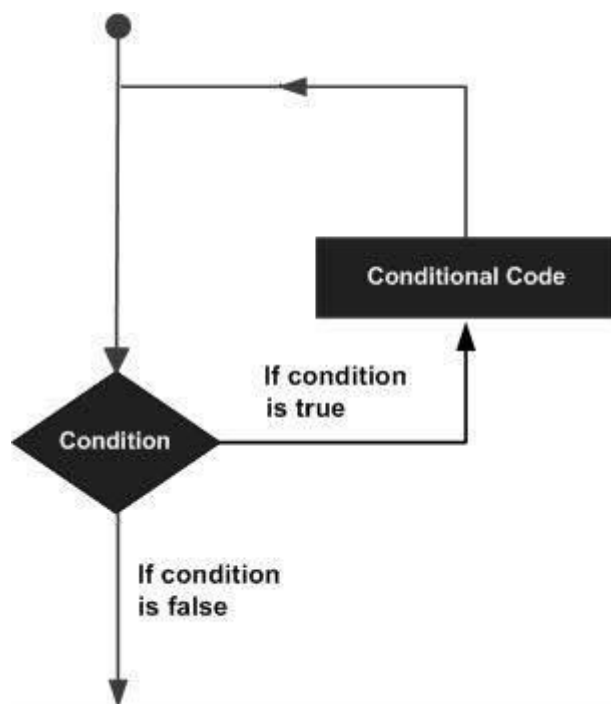 Conditional Code
If condition
is true
Condition
If condition
is false